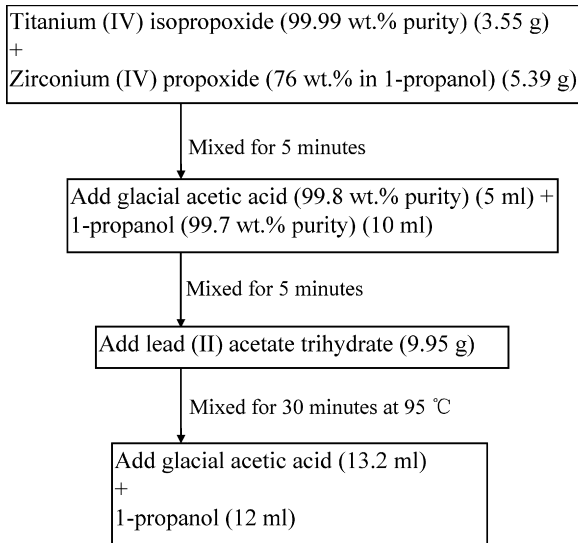 Titanium (IV) isopropoxide (99.99 wt.% purity) (3.55 g)
+
Zirconium (IV) propoxide (76 wt.% in 1-propanol) (5.39 g)
Mixed for 5 minutes
Add glacial acetic acid (99.8 wt.% purity) (5 ml) +
1-propanol (99.7 wt.% purity) (10 ml)
Mixed for 5 minutes
Add lead (II) acetate trihydrate (9.95 g)
Mixed for 30 minutes at 95 ℃
Add glacial acetic acid (13.2 ml)
+
1-propanol (12 ml)